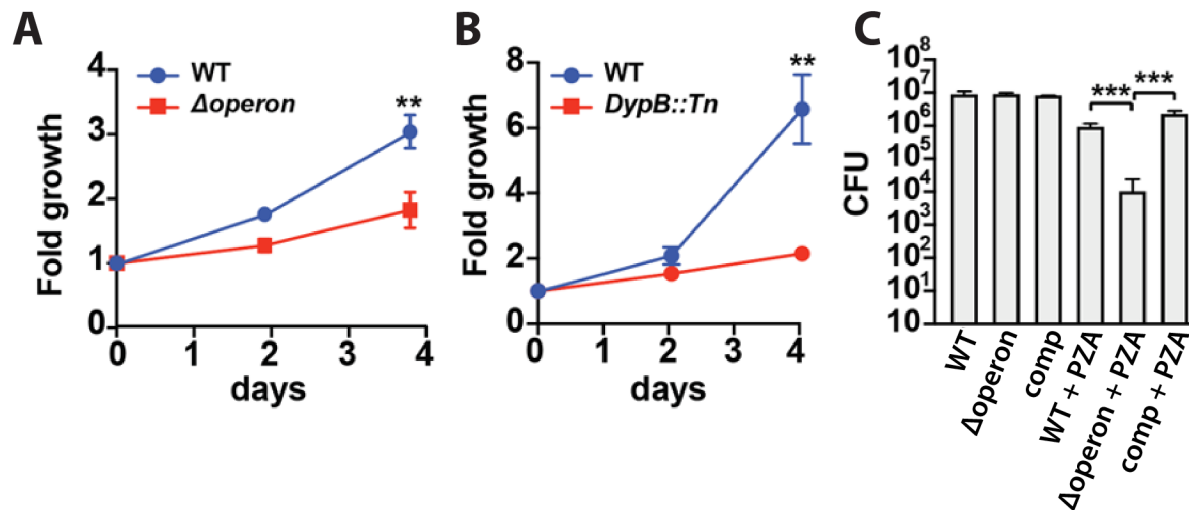 A
4
3
2
1
0
Fold growth
WT
Δoperon
**
0
1
2
3
4
days
B
8
6
4
2
0
Fold growth
WT
DypB::Tn
**
0
1
2
3
4
days
C
10⁸
10⁷
10⁶
10⁵
10⁴
10³
10²
10¹
10
CFU
***
***
WT
Δoperon
comp
WT + PZA
Δoperon + PZA
comp + PZA